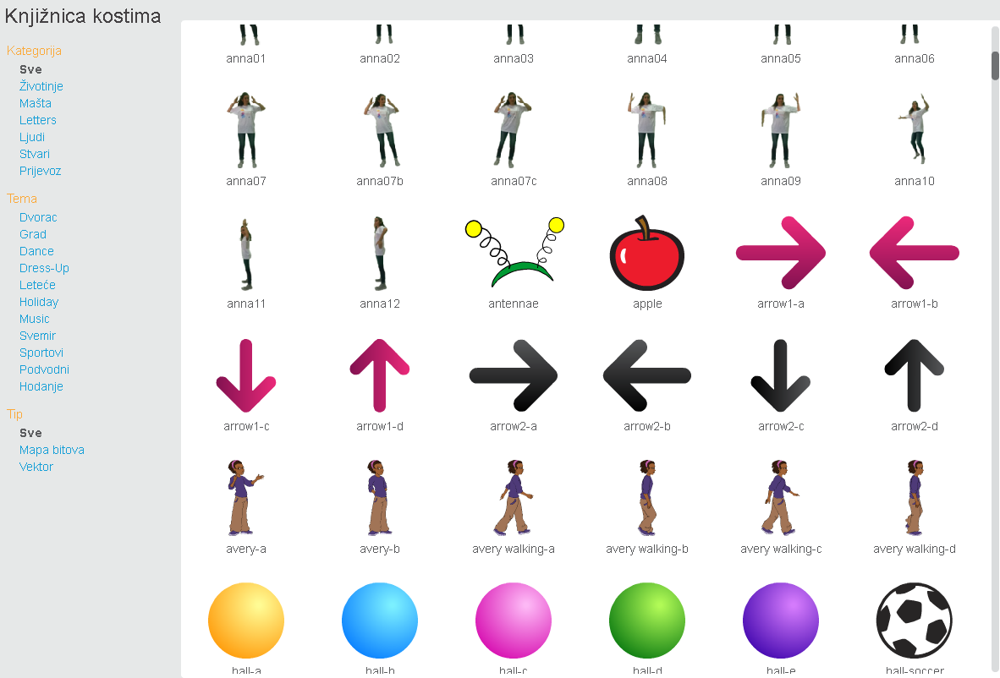 Knjižnica kostima
Kategorija
Sve
Životinje
Mašta
Letters
Ljudi
Stvari
Prijevoz
Tema
Dvorac
Grad
Dance
Dress-Up
Leteće
Holiday
Music
Svemir
Sportovi
Podvodni
Hodanje
Tip
Sve
Mapa bitova
Vektor
anna01 anna02 anna03 anna04 anna05 anna06
anna07 anna07b anna07c anna08 anna09 anna10
anna11 anna12 antennae apple arrow1-a arrow1-b
arrow1-c arrow1-d arrow2-a arrow2-b arrow2-c arrow2-d
avery-a avery-b avery walking-a avery walking-b avery walking-c avery walking-d
ball-a ball-b ball-c ball-d ball-e ball-soccer